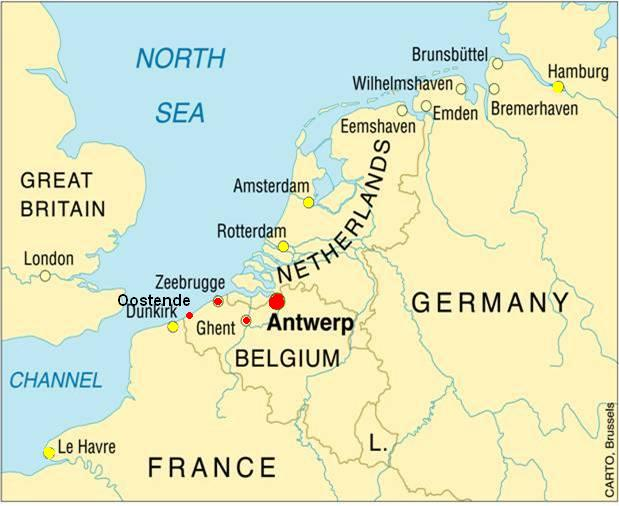 NORTH
SEA
Brunsbüttel
Hamburg
Wilhelmshaven
Bremerhaven
Emden
Eemshaven
GREAT
BRITAIN
Amsterdam
NETHERLANDS
Rotterdam
London
Zeebrugge
Oostende
Dunkirk
Ghent
Antwerp
GERMANY
BELGIUM
CHANNEL
Le Havre
L.
FRANCE
CARTO, Brussels